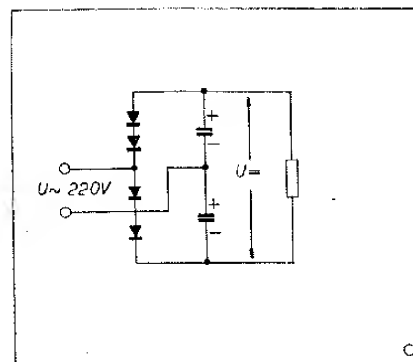 +
−
U~ 220V
U=
+
−